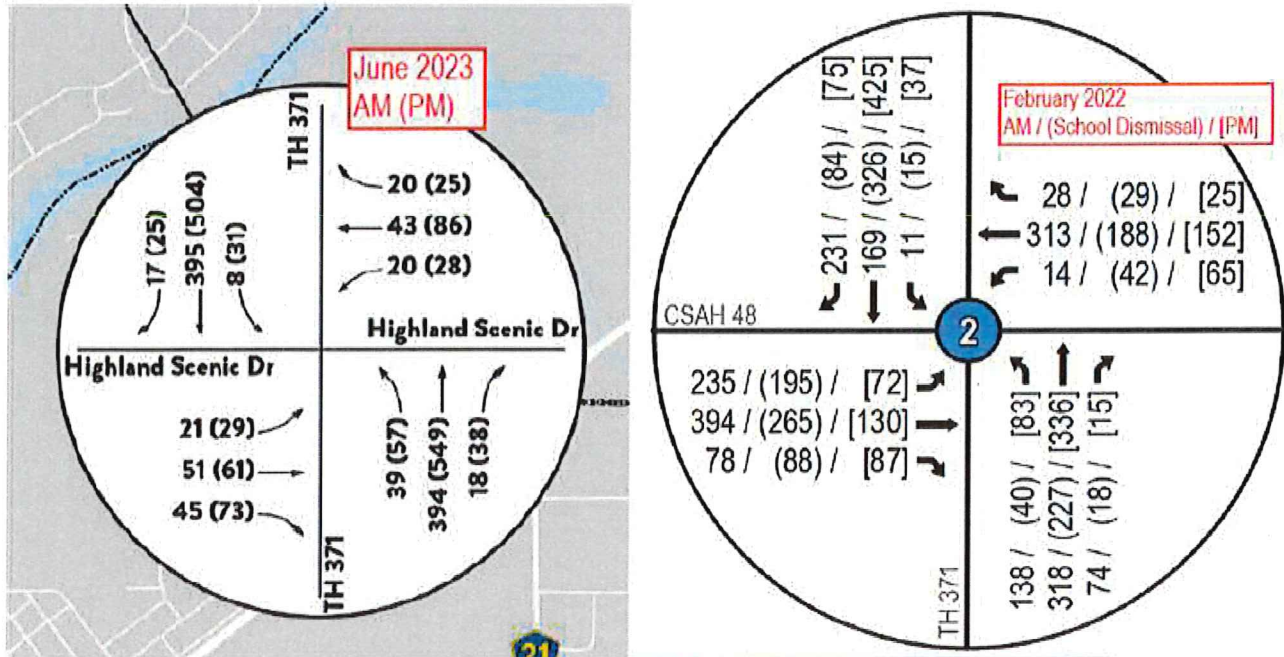 June 2023
AM (PM)
TH 371
17 (25)
395 (504)
8 (31)
20 (25)
43 (86)
20 (28)
Highland Scenic Dr
Highland Scenic Dr
21 (29)
51 (61)
45 (73)
39 (57)
394 (549)
18 (38)
TH 371
21
February 2022
AM / (School Dismissal) / [PM]
231 / (84) / [75]
169 / (326) / [425]
11 / (15) / [37]
28 / (29) / [25]
313 / (188) / [152]
14 / (42) / [65]
CSAH 48
2
235 / (195) / [72]
394 / (265) / [130]
78 / (88) / [87]
138 / (40) / [83]
318 / (227) / [336]
74 / (18) / [15]
TH 371